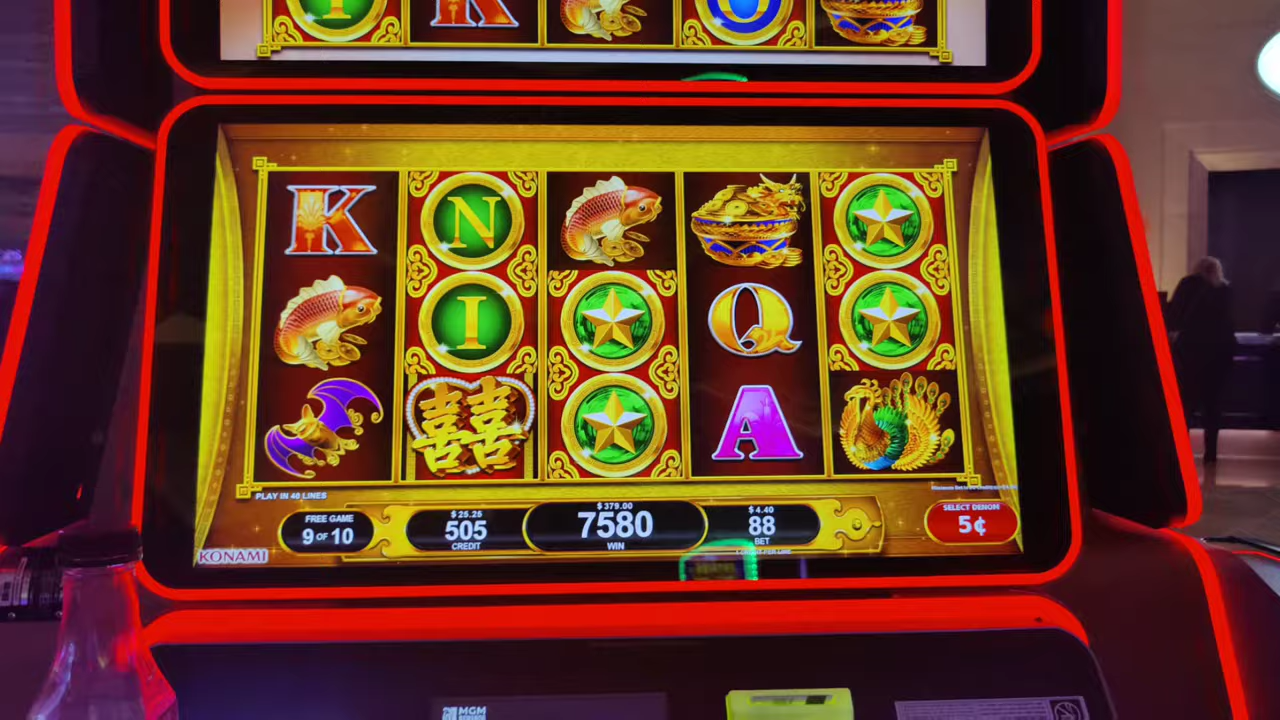 I K O
K N
I
Q
囍
A
PLAY IN 40 LINES
SELECT DENOM
5¢
FREE GAME
9 OF 10
$25.25
505
CREDIT
$379.00
7580
WIN
$4.40
88
BET
KONAMI
MGM